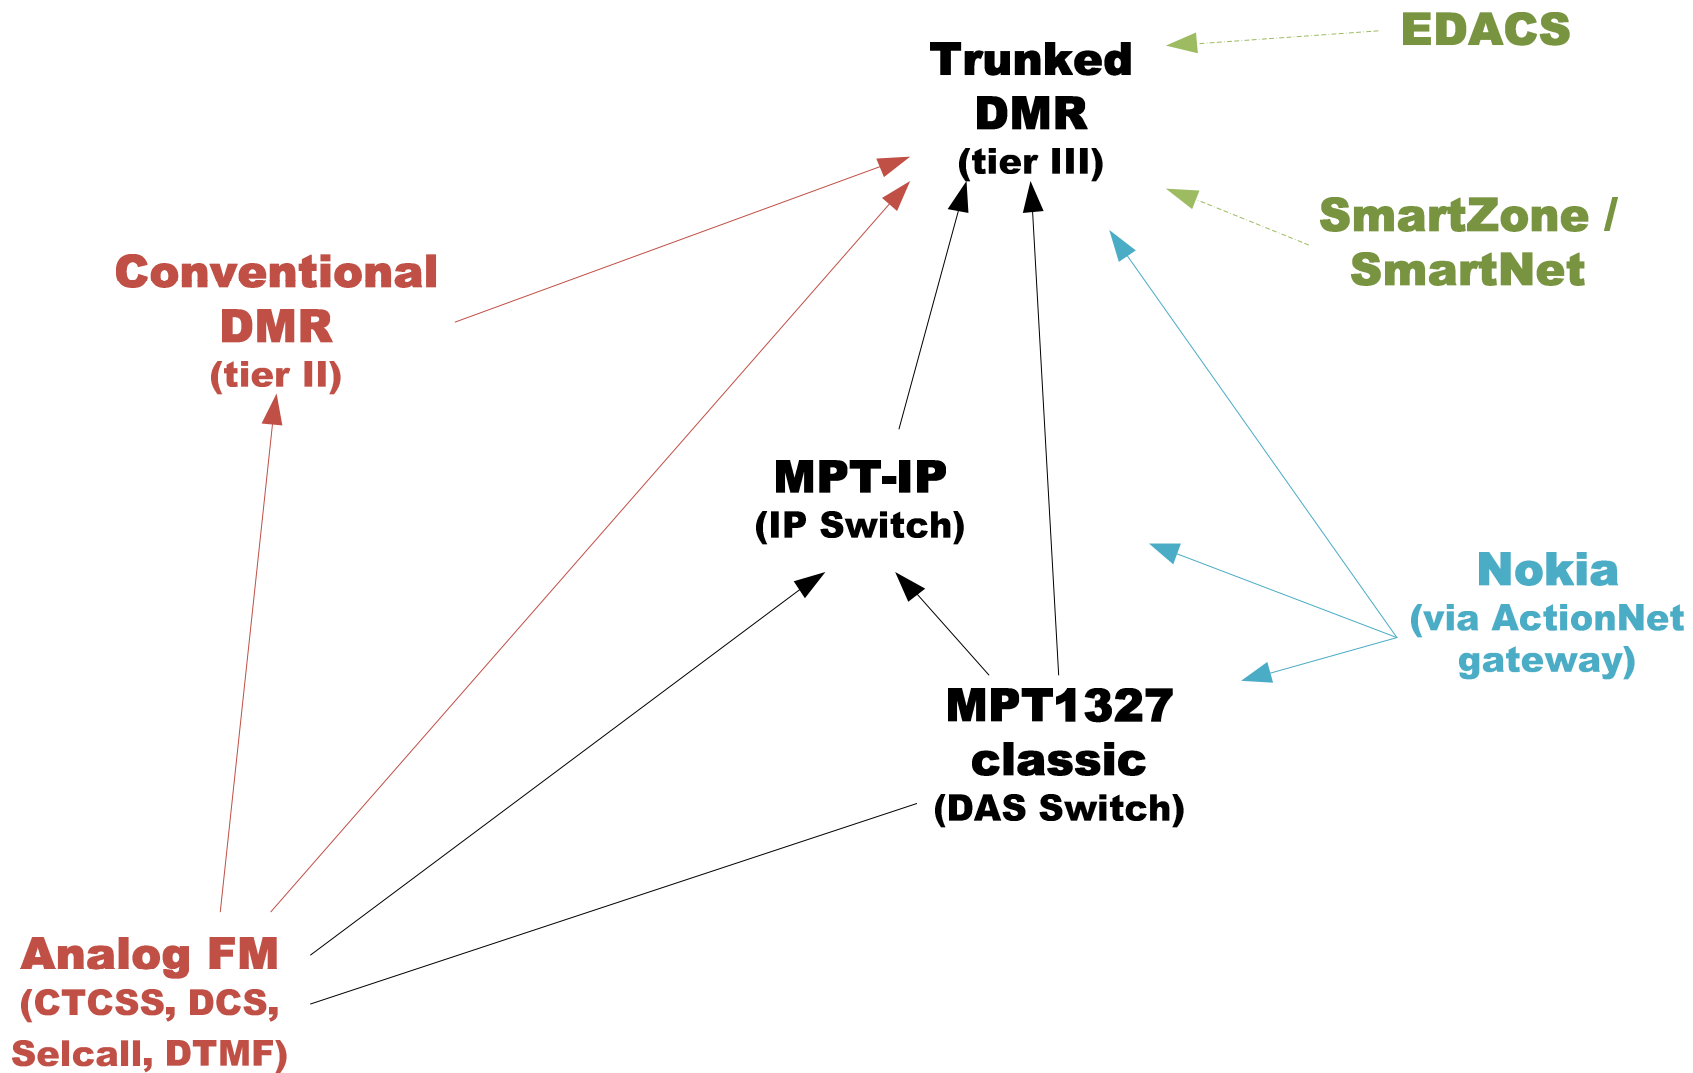 EDACS
Trunked
DMR
(tier III)
SmartZone /
SmartNet
Conventional
DMR
(tier II)
MPT-IP
(IP Switch)
Nokia
(via ActionNet
gateway)
MPT1327
classic
(DAS Switch)
Analog FM
(CTCSS, DCS,
Selcall, DTMF)